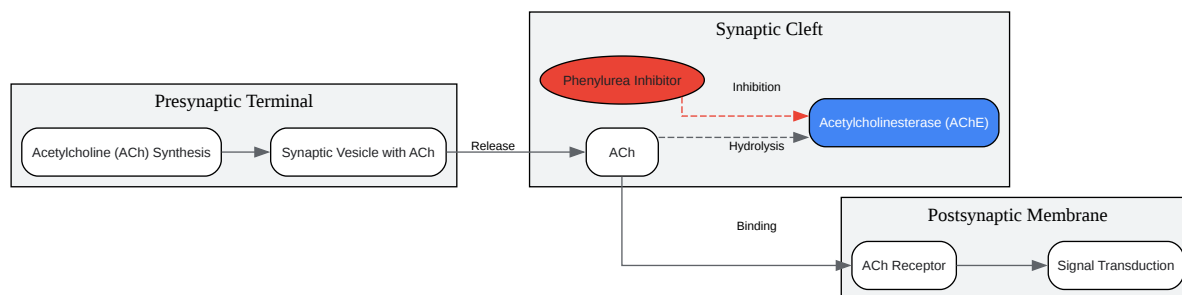 Synaptic Cleft
Phenylurea Inhibitor
Inhibition
Presynaptic Terminal
Acetylcholinesterase (AChE)
Acetylcholine (ACh) Synthesis
Synaptic Vesicle with ACh
Release
ACh
Hydrolysis
Postsynaptic Membrane
Binding
ACh Receptor
Signal Transduction